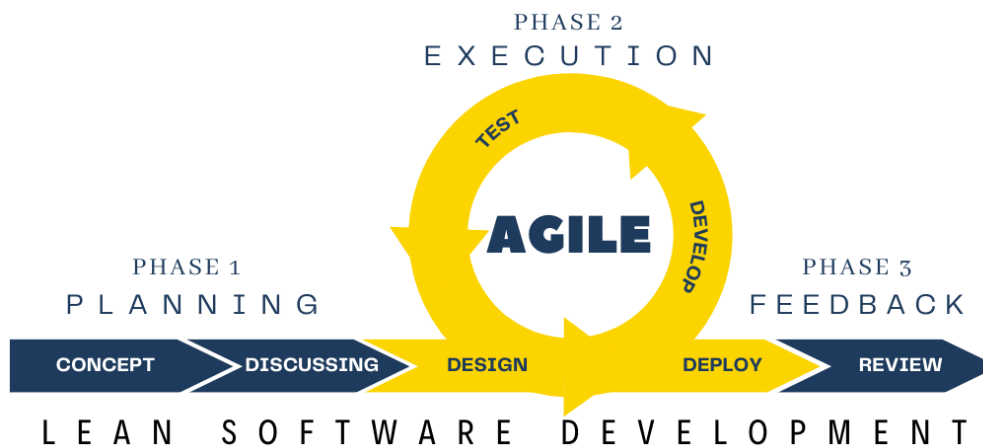 PHASE 2
EXECUTION
TEST
AGILE
DEVELOP
PHASE 1
PLANNING
PHASE 3
FEEDBACK
CONCEPT
DISCUSSING
DESIGN
DEPLOY
REVIEW
LEAN SOFTWARE DEVELOPMENT